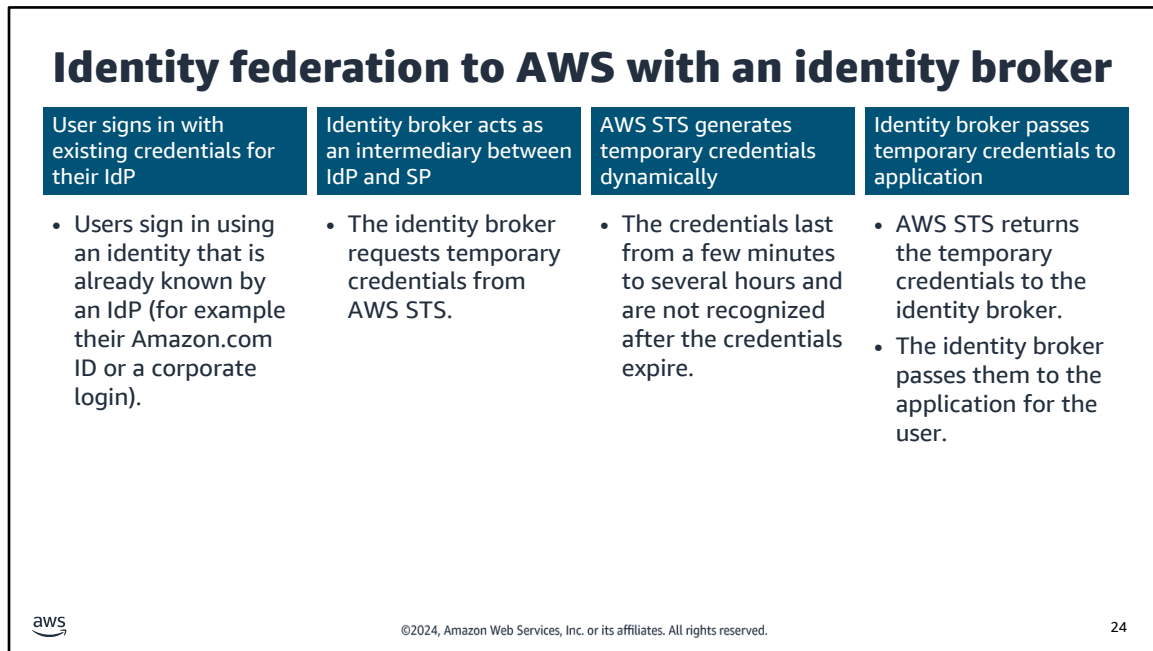 Identity federation to AWS with an identity broker
User signs in with
existing credentials for
their IdP
• Users sign in using
an identity that is
already known by
an IdP (for example
their Amazon.com
ID or a corporate
login).
Identity broker acts as
an intermediary between
IdP and SP
• The identity broker
requests temporary
credentials from
AWS STS.
AWS STS generates
temporary credentials
dynamically
• The credentials last
from a few minutes
to several hours and
are not recognized
after the credentials
expire.
Identity broker passes
temporary credentials to
application
• AWS STS returns
the temporary
credentials to the
identity broker.
• The identity broker
passes them to the
application for the
user.
aws
©2024, Amazon Web Services, Inc. or its affiliates. All rights reserved.
24